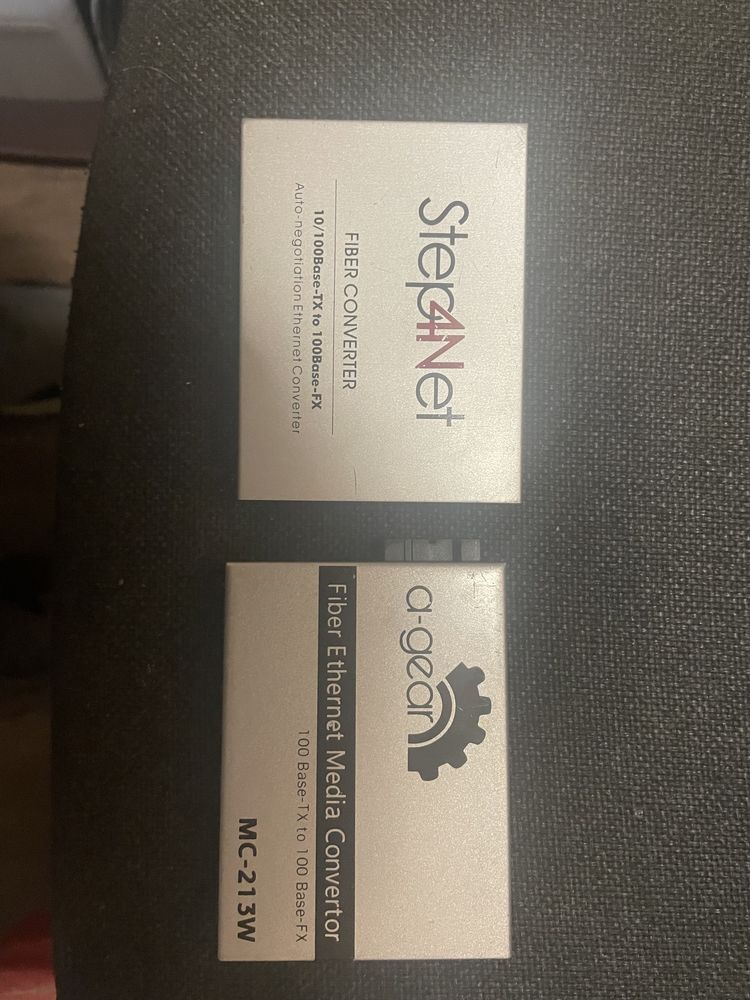 Step4Net
FIBER CONVERTER
10/100Base-TX to 100Base-FX
Auto-negotiation Ethernet Converter
a-gear
Fiber Ethernet Media Convertor
100 Base-TX to 100 Base-FX
MC-213W